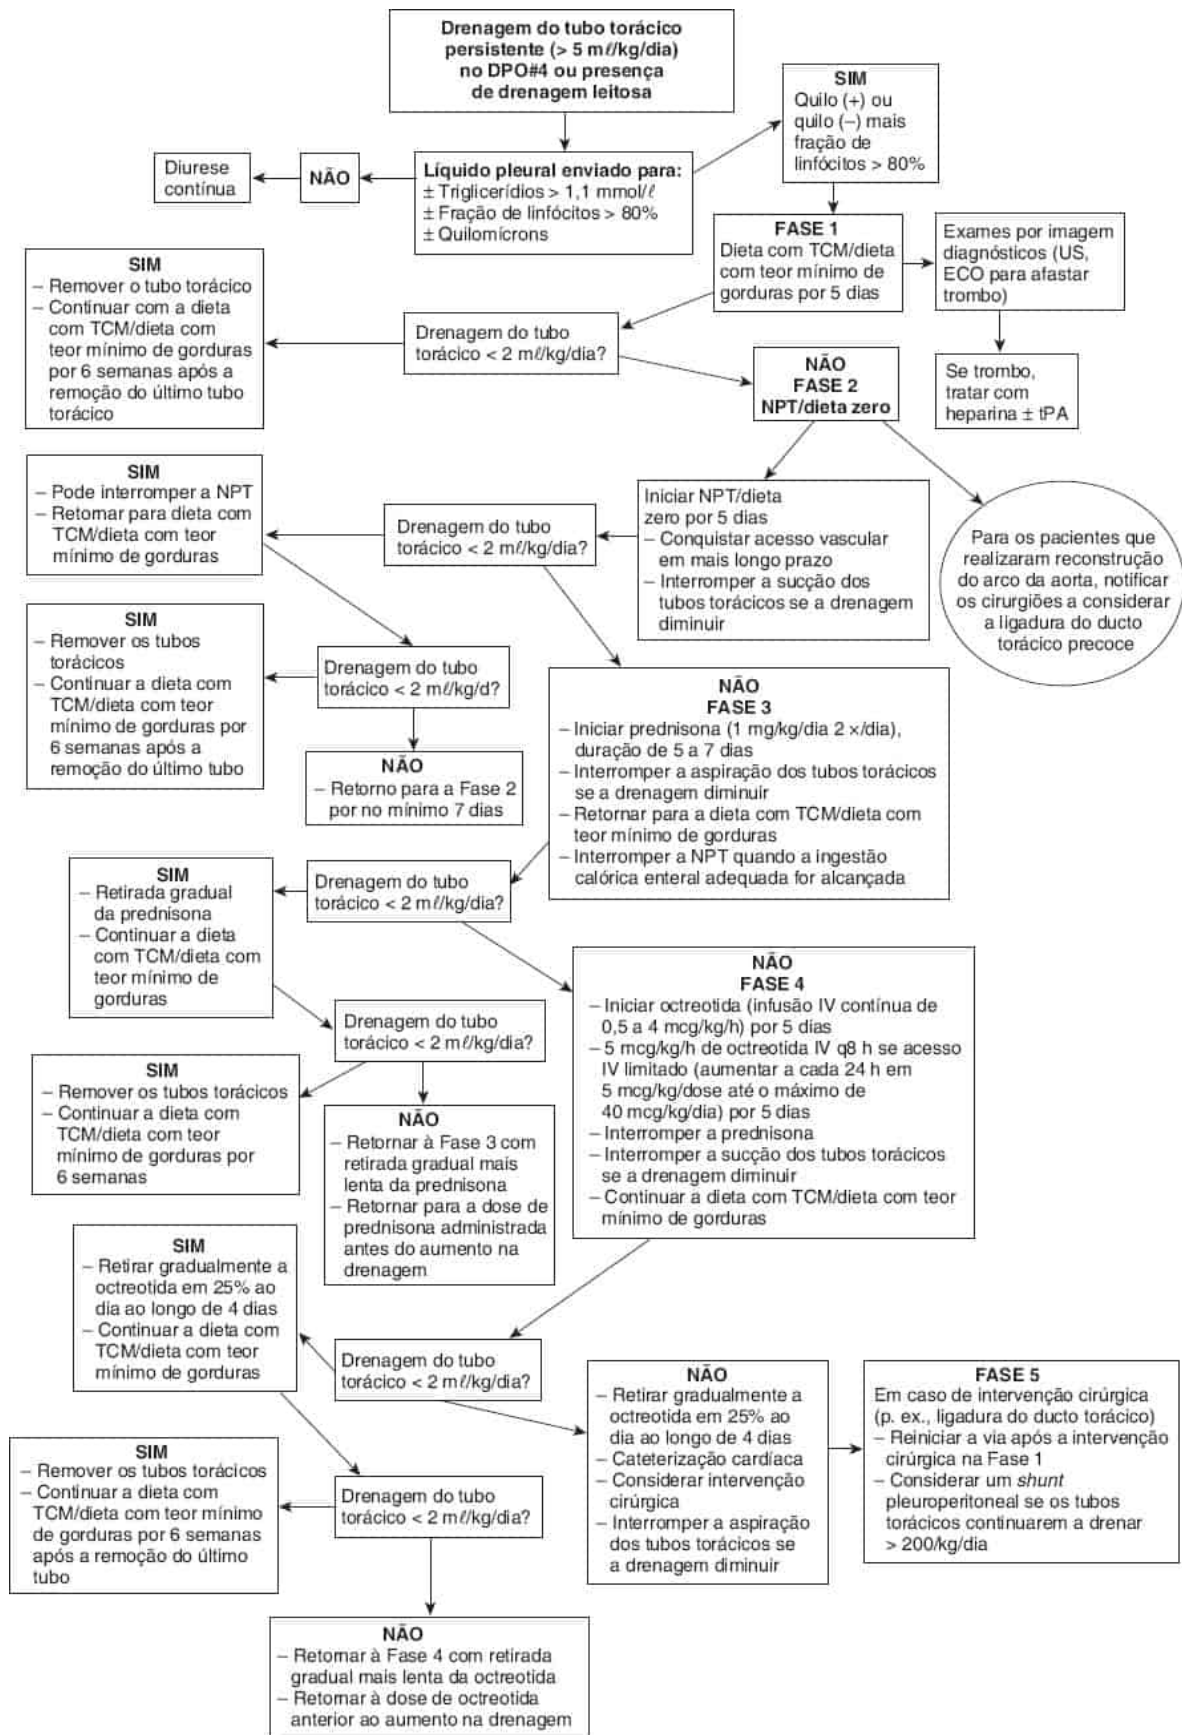 Drenagem do tubo torácico
persistente (> 5 mℓ/kg/dia)
no DPO#4 ou presença
de drenagem leitosa
SIM
Quilo (+) ou
quilo (–) mais
fração de
linfócitos > 80%
Diurese
contínua
NÃO
Líquido pleural enviado para:
± Triglicerídios > 1,1 mmol/ℓ
± Fração de linfócitos > 80%
± Quilomícrons
FASE 1
Dieta com TCM/dieta
com teor mínimo de
gorduras por 5 dias
Exames por imagem
diagnósticos (US,
ECO para afastar
trombo)
SIM
– Remover o tubo torácico
– Continuar com a dieta
com TCM/dieta com
teor mínimo de gorduras
por 6 semanas após a
remoção do último tubo
torácico
Drenagem do tubo
torácico < 2 mℓ/kg/dia?
NÃO
FASE 2
NPT/dieta zero
Se trombo,
tratar com
heparina ± tPA
SIM
– Pode interromper a NPT
– Retornar para dieta com
TCM/dieta com teor
mínimo de gorduras
Drenagem do tubo
torácico < 2 mℓ/kg/dia?
Iniciar NPT/dieta
zero por 5 dias
– Conquistar acesso vascular
em mais longo prazo
– Interromper a sucção dos
tubos torácicos se a drenagem
diminuir
Para os pacientes que
realizaram reconstrução
do arco da aorta, notificar
os cirurgiões a considerar
a ligadura do ducto
torácico precoce
SIM
– Remover os tubos
torácicos
– Continuar a dieta com
TCM/dieta com teor
mínimo de gorduras por
6 semanas após a
remoção do último tubo
Drenagem do tubo
torácico < 2 mℓ/kg/d?
NÃO
– Retorno para a Fase 2
por no mínimo 7 dias
NÃO
FASE 3
– Iniciar prednisona (1 mg/kg/dia 2 ×/dia),
duração de 5 a 7 dias
– Interromper a aspiração dos tubos torácicos
se a drenagem diminuir
– Retornar para a dieta com TCM/dieta com
teor mínimo de gorduras
– Interromper a NPT quando a ingestão
calórica enteral adequada for alcançada
SIM
– Retirada gradual
da prednisona
– Continuar a dieta
com TCM/dieta com
teor mínimo de
gorduras
Drenagem do tubo
torácico < 2 mℓ/kg/dia?
NÃO
FASE 4
– Iniciar octreotida (infusão IV contínua de
0,5 a 4 mcg/kg/h) por 5 dias
– 5 mcg/kg/h de octreotida IV q8 h se acesso
IV limitado (aumentar a cada 24 h em
5 mcg/kg/dose até o máximo de
40 mcg/kg/dia) por 5 dias
– Interromper a prednisona
– Interromper a sucção dos tubos torácicos
se a drenagem diminuir
– Continuar a dieta com TCM/dieta com teor
mínimo de gorduras
Drenagem do tubo
torácico < 2 mℓ/kg/dia?
SIM
– Remover os tubos torácicos
– Continuar a dieta com
TCM/dieta com teor
mínimo de gorduras por
6 semanas
NÃO
– Retornar à Fase 3 com
retirada gradual mais
lenta da prednisona
– Retornar para a dose de
prednisona administrada
antes do aumento na
drenagem
SIM
– Retirar gradualmente a
octreotida em 25% ao
dia ao longo de 4 dias
– Continuar a dieta com
TCM/dieta com teor
mínimo de gorduras
Drenagem do tubo
torácico < 2 mℓ/kg/dia?
NÃO
– Retirar gradualmente a
octreotida em 25% ao
dia ao longo de 4 dias
– Cateterização cardíaca
– Considerar intervenção
cirúrgica
– Interromper a aspiração
dos tubos torácicos se
a drenagem diminuir
FASE 5
Em caso de intervenção cirúrgica
(p. ex., ligadura do ducto torácico)
– Reiniciar a via após a intervenção
cirúrgica na Fase 1
– Considerar um shunt
pleuroperitoneal se os tubos
torácicos continuarem a drenar
> 200/kg/dia
SIM
– Remover os tubos torácicos
– Continuar a dieta com
TCM/dieta com teor mínimo
de gorduras por 6 semanas
após a remoção do último
tubo
Drenagem do tubo
torácico < 2 mℓ/kg/dia?
NÃO
– Retornar à Fase 4 com retirada
gradual mais lenta da octreotida
– Retornar à dose de octreotida
anterior ao aumento na drenagem